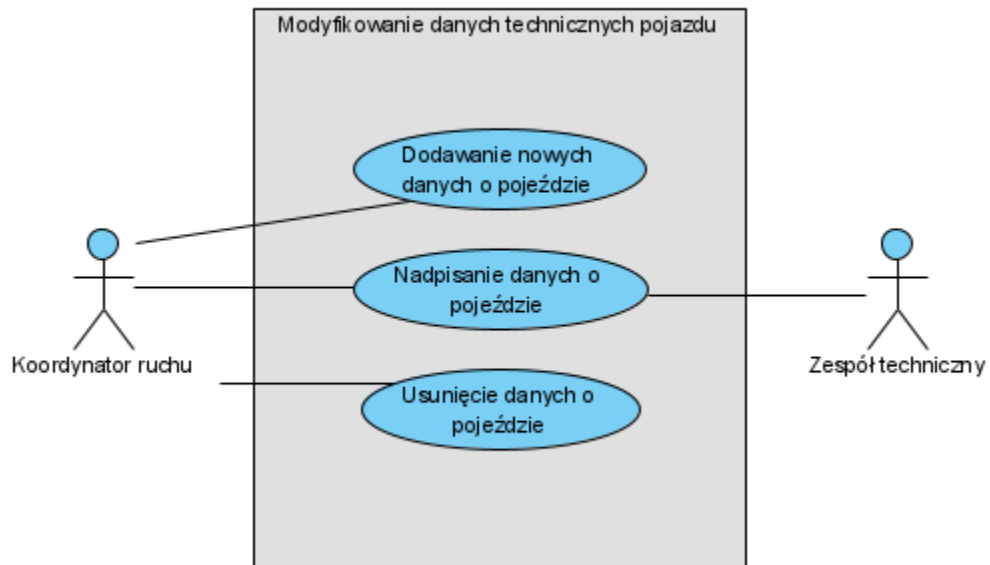 Modyfikowanie danych technicznych pojazdu
Dodawanie nowych
danych o pojeździe
Nadpisanie danych o
pojeździe
Koordynator ruchu
Zespół techniczny
Usunięcie danych o
pojeździe